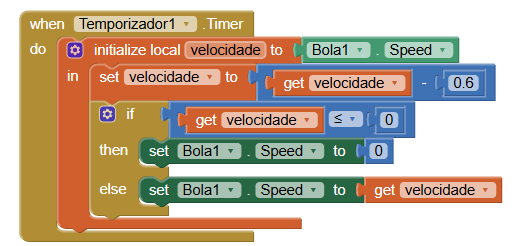 when Temporizador1 .Timer
do initialize local velocidade to Bola1 . Speed
in set velocidade to get velocidade - 0.6
if get velocidade ≤ 0
then set Bola1 . Speed to 0
else set Bola1 . Speed to get velocidade